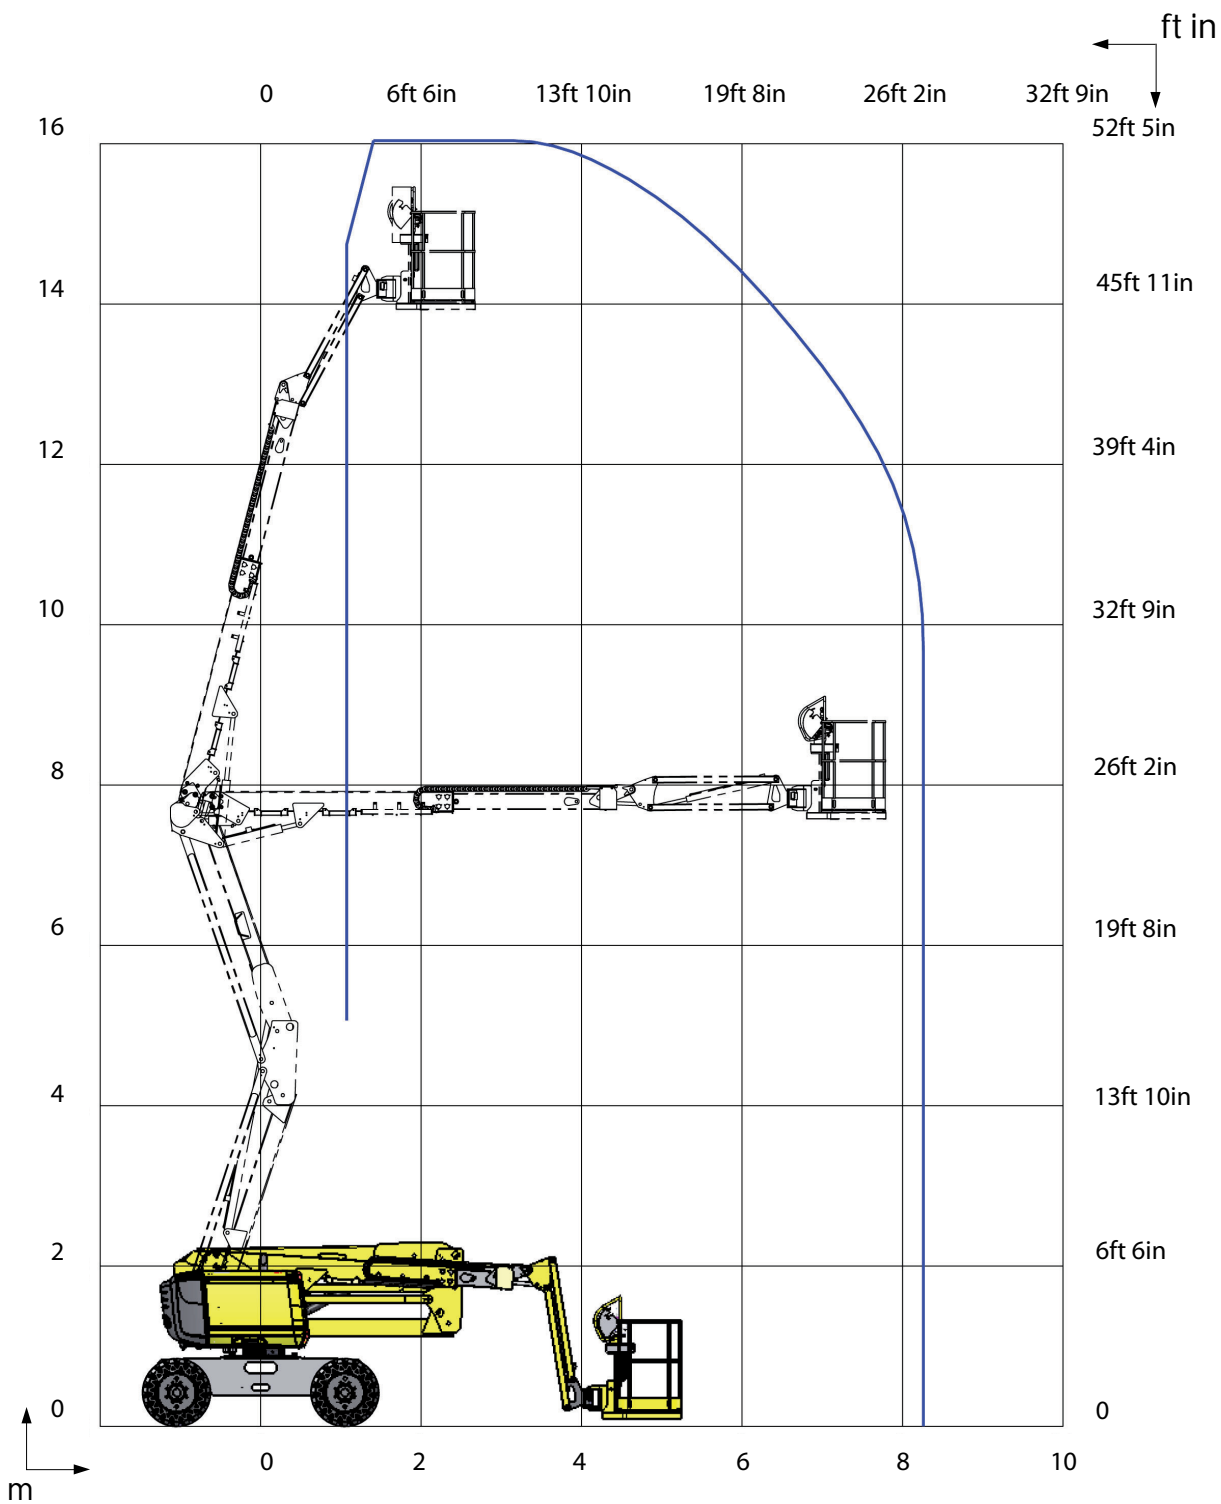 ft in
0 6ft 6in 13ft 10in 19ft 8in 26ft 2in 32ft 9in
16 52ft 5in
14 45ft 11in
12 39ft 4in
10 32ft 9in
8 26ft 2in
6 19ft 8in
4 13ft 10in
2 6ft 6in
0 0
0 2 4 6 8 10
m